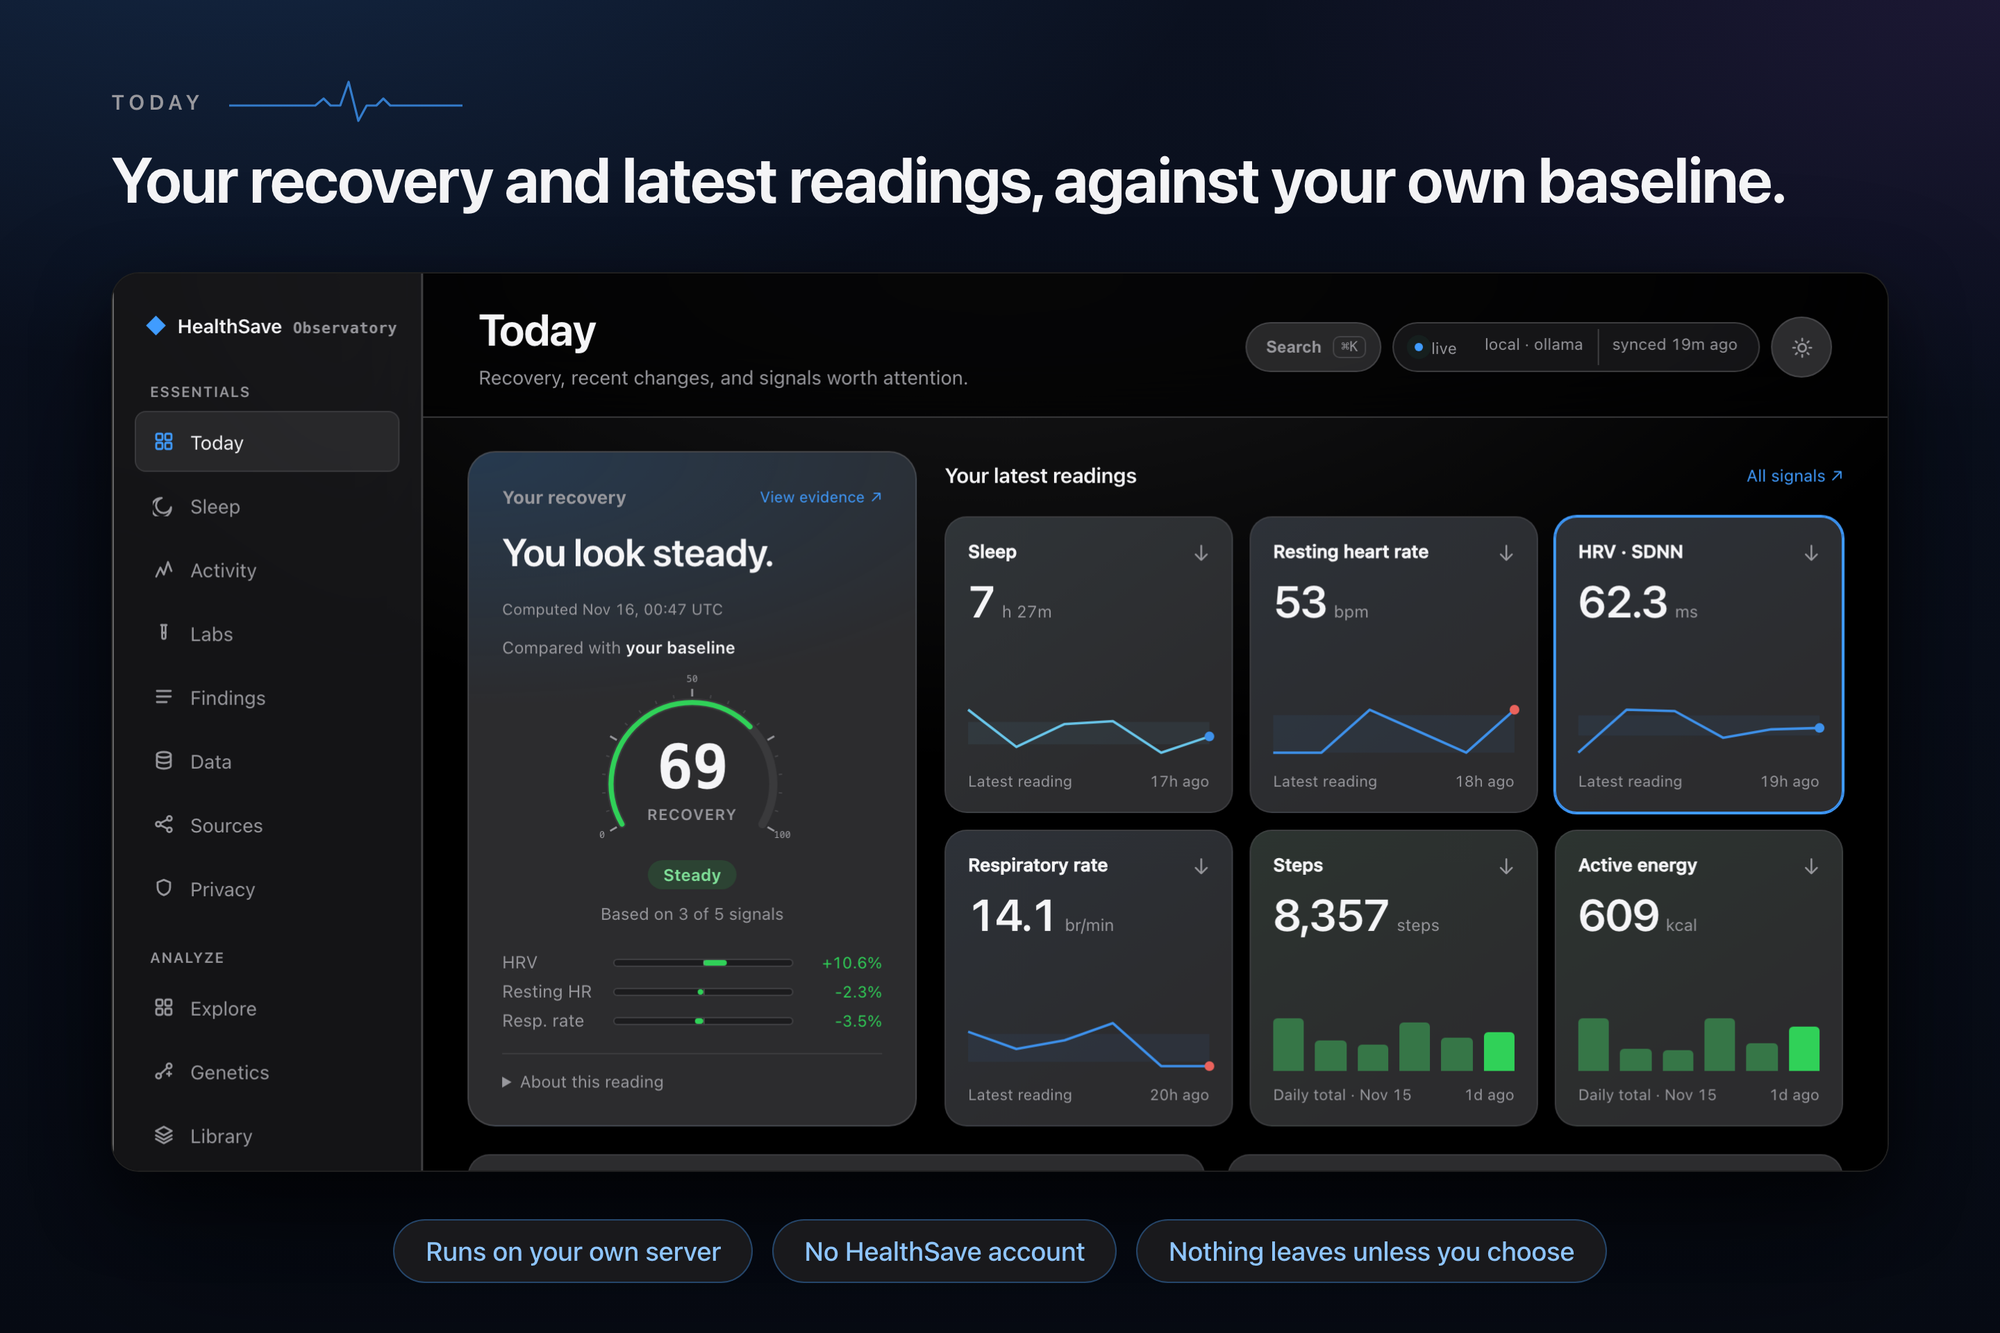 TODAY
Your recovery and latest readings, against your own baseline.
HealthSave Observatory
ESSENTIALS
Today
Sleep
Activity
Labs
Findings
Data
Sources
Privacy
ANALYZE
Explore
Genetics
Library
Today
Recovery, recent changes, and signals worth attention.
Search ⌘K
live local · ollama synced 19m ago
Your recovery View evidence ↗
You look steady.
Computed Nov 16, 00:47 UTC
Compared with your baseline
50
69
RECOVERY
0 100
Steady
Based on 3 of 5 signals
HRV +10.6%
Resting HR -2.3%
Resp. rate -3.5%
About this reading
Your latest readings All signals ↗
Sleep
7 h 27m
Latest reading 17h ago
Resting heart rate
53 bpm
Latest reading 18h ago
HRV · SDNN
62.3 ms
Latest reading 19h ago
Respiratory rate
14.1 br/min
Latest reading 20h ago
Steps
8,357 steps
Daily total · Nov 15 1d ago
Active energy
609 kcal
Daily total · Nov 15 1d ago
Runs on your own server
No HealthSave account
Nothing leaves unless you choose